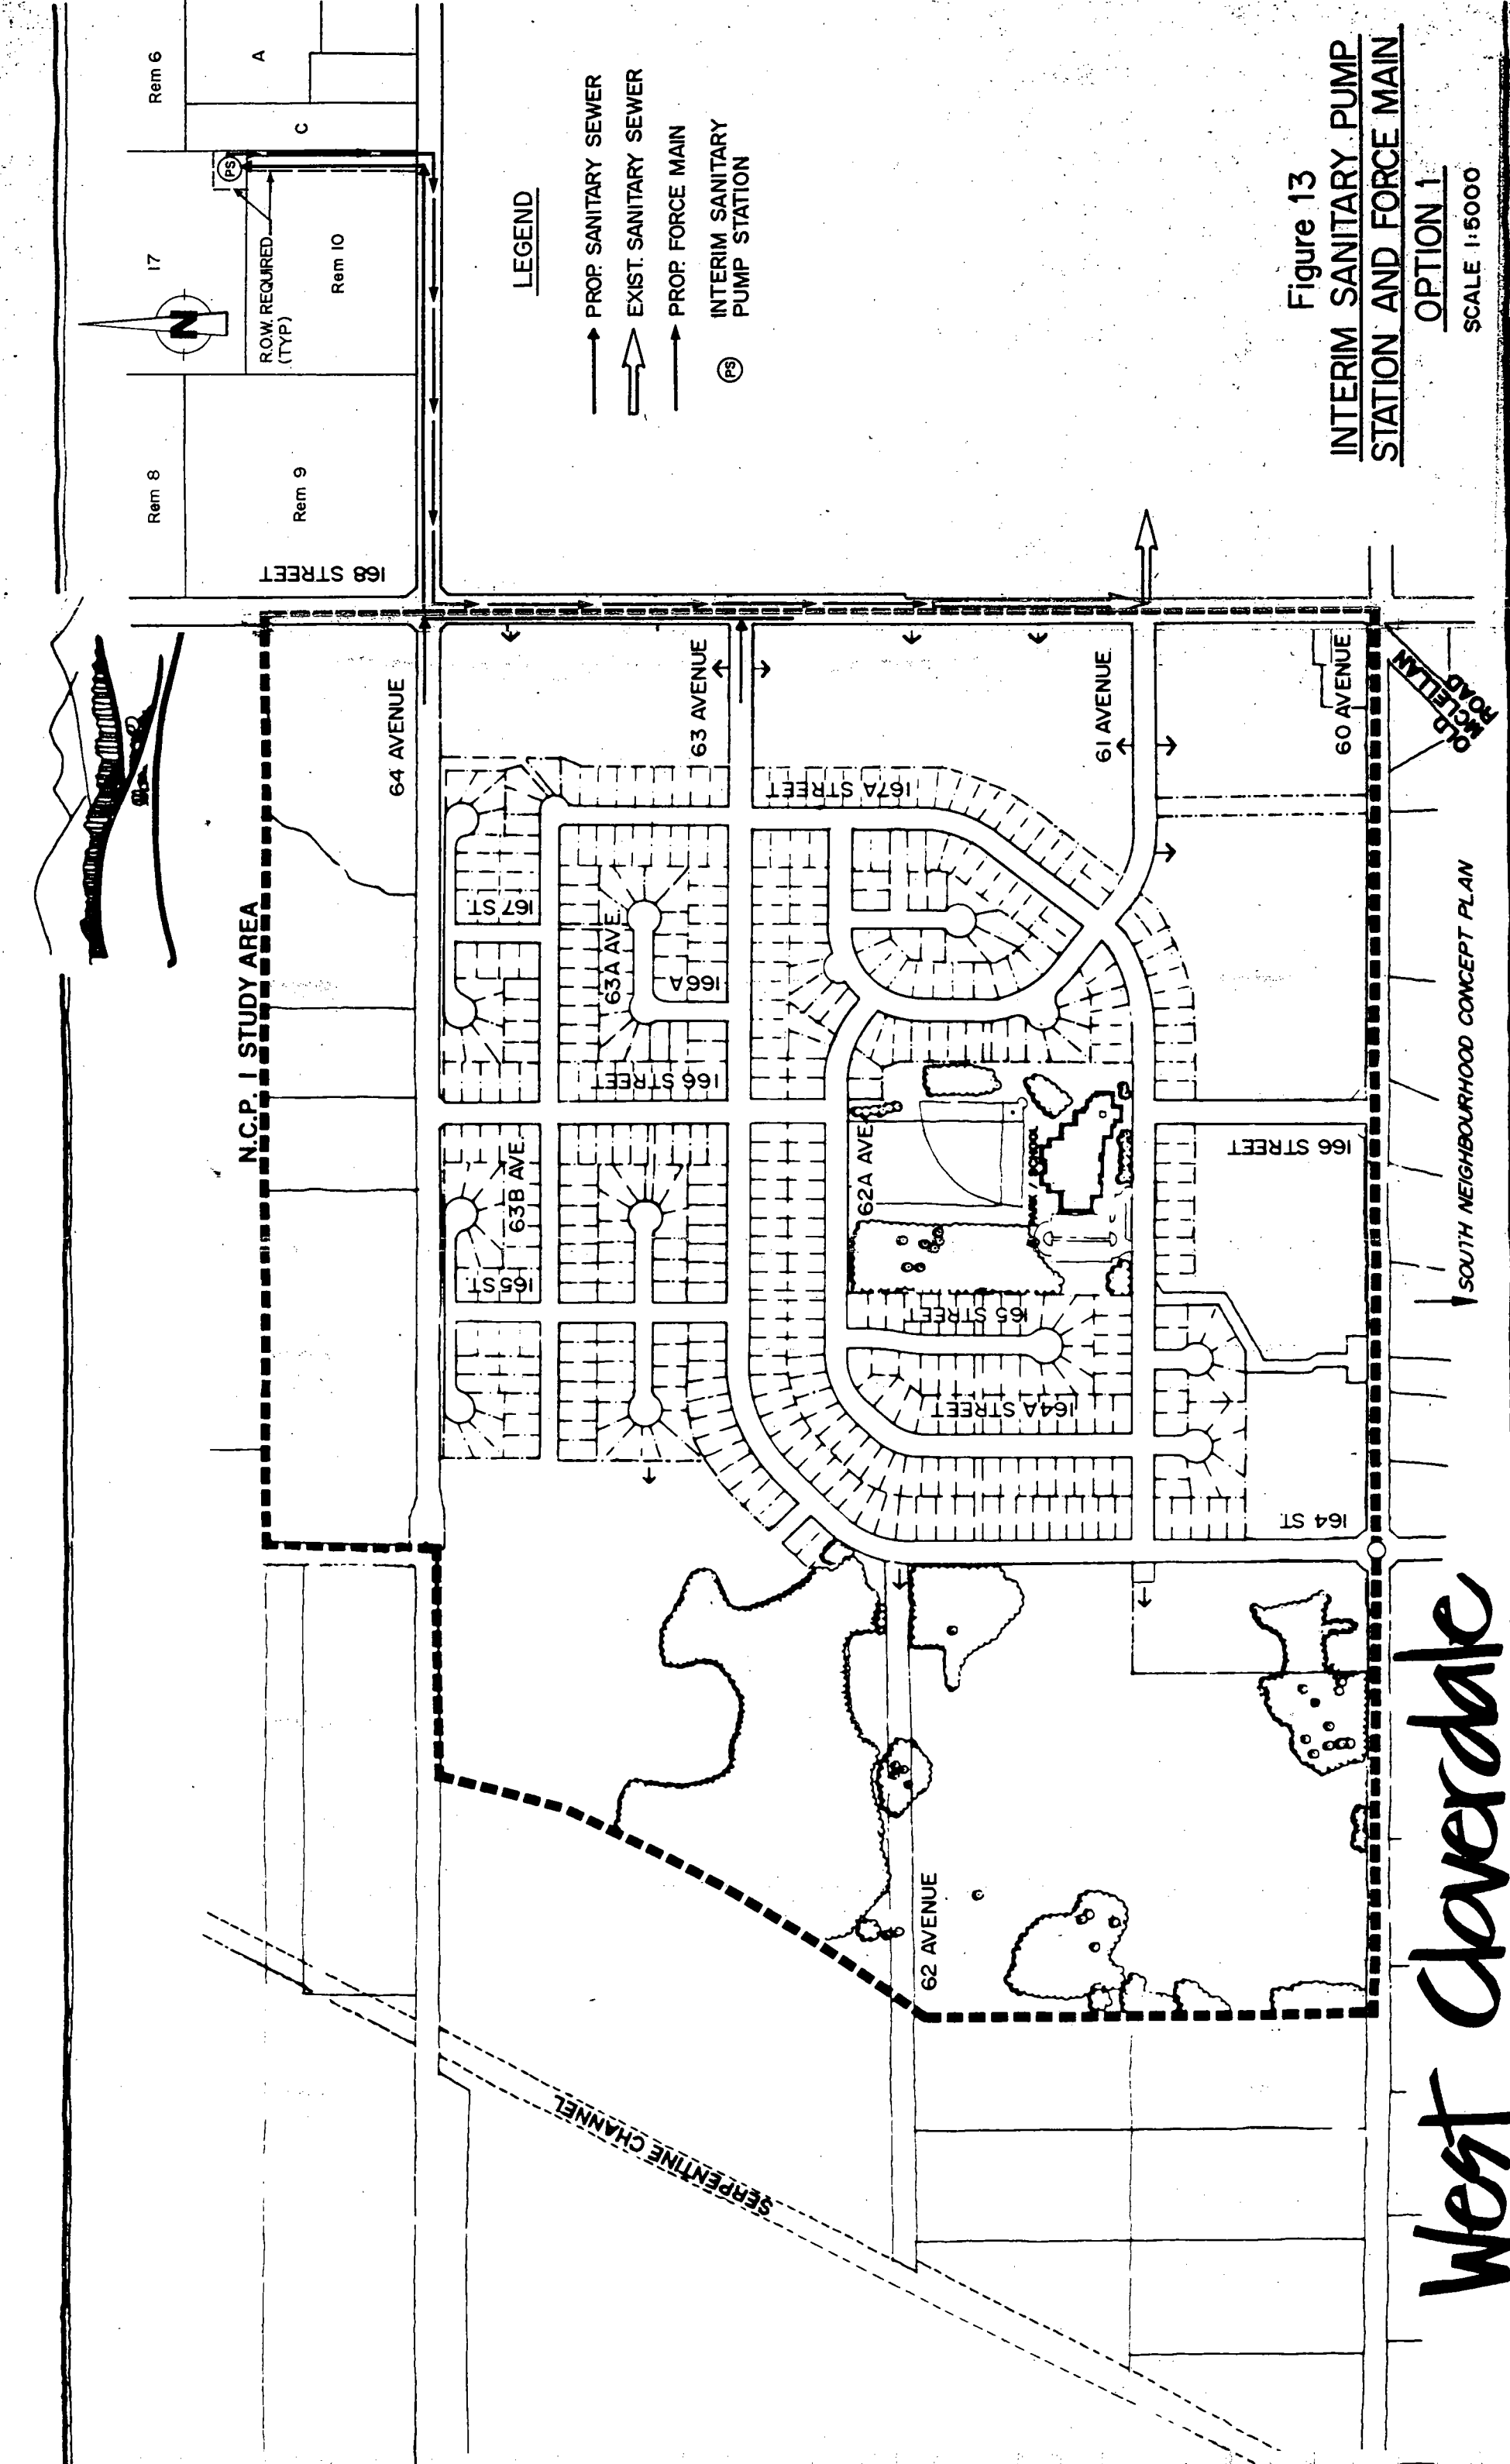 Rem 6
A
C
PS
17
N
R.O.W. REQUIRED
(TYP)
Rem 10
Rem 8
Rem 9
168 STREET
LEGEND
PROP. SANITARY SEWER
EXIST. SANITARY SEWER
PROP. FORCE MAIN
PS
INTERIM SANITARY
PUMP STATION
N.C.P. I STUDY AREA
64 AVENUE
63 AVENUE
61 AVENUE
60 AVENUE
OLD
MCLELLAN
ROAD
167A STREET
167 ST.
63A AVE.
166A
166 STREET
63B AVE.
165 ST.
62A AVE.
PARK / SCHOOL
166 STREET
165 STREET
164A STREET
164 ST.
62 AVENUE
SERPENTINE CHANNEL
SOUTH NEIGHBOURHOOD CONCEPT PLAN
Figure 13
INTERIM SANITARY PUMP
STATION AND FORCE MAIN
OPTION 1
SCALE 1:5000
West Cloverdale